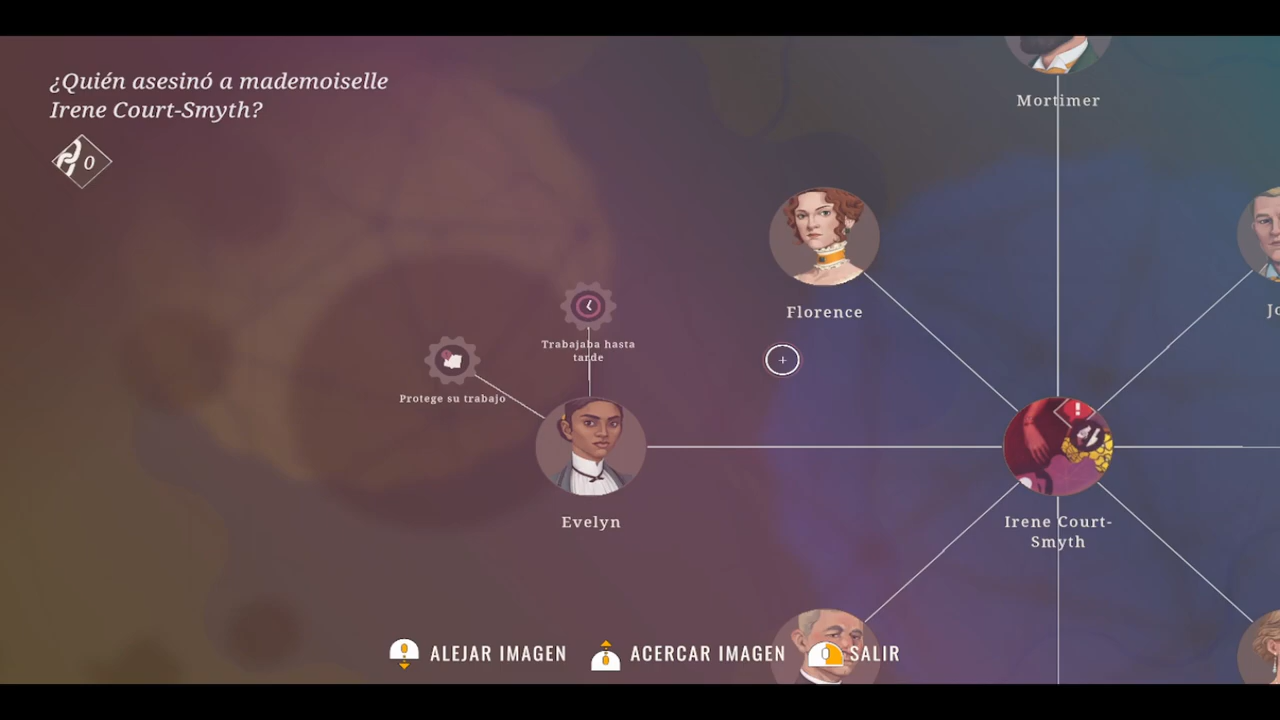 ¿Quién asesinó a mademoiselle
Irene Court-Smyth?
0
Mortimer
Florence
Trabajaba hasta
tarde
Protege su trabajo
Evelyn
Irene Court-
Smyth
ALEJAR IMAGEN
ACERCAR IMAGEN
SALIR